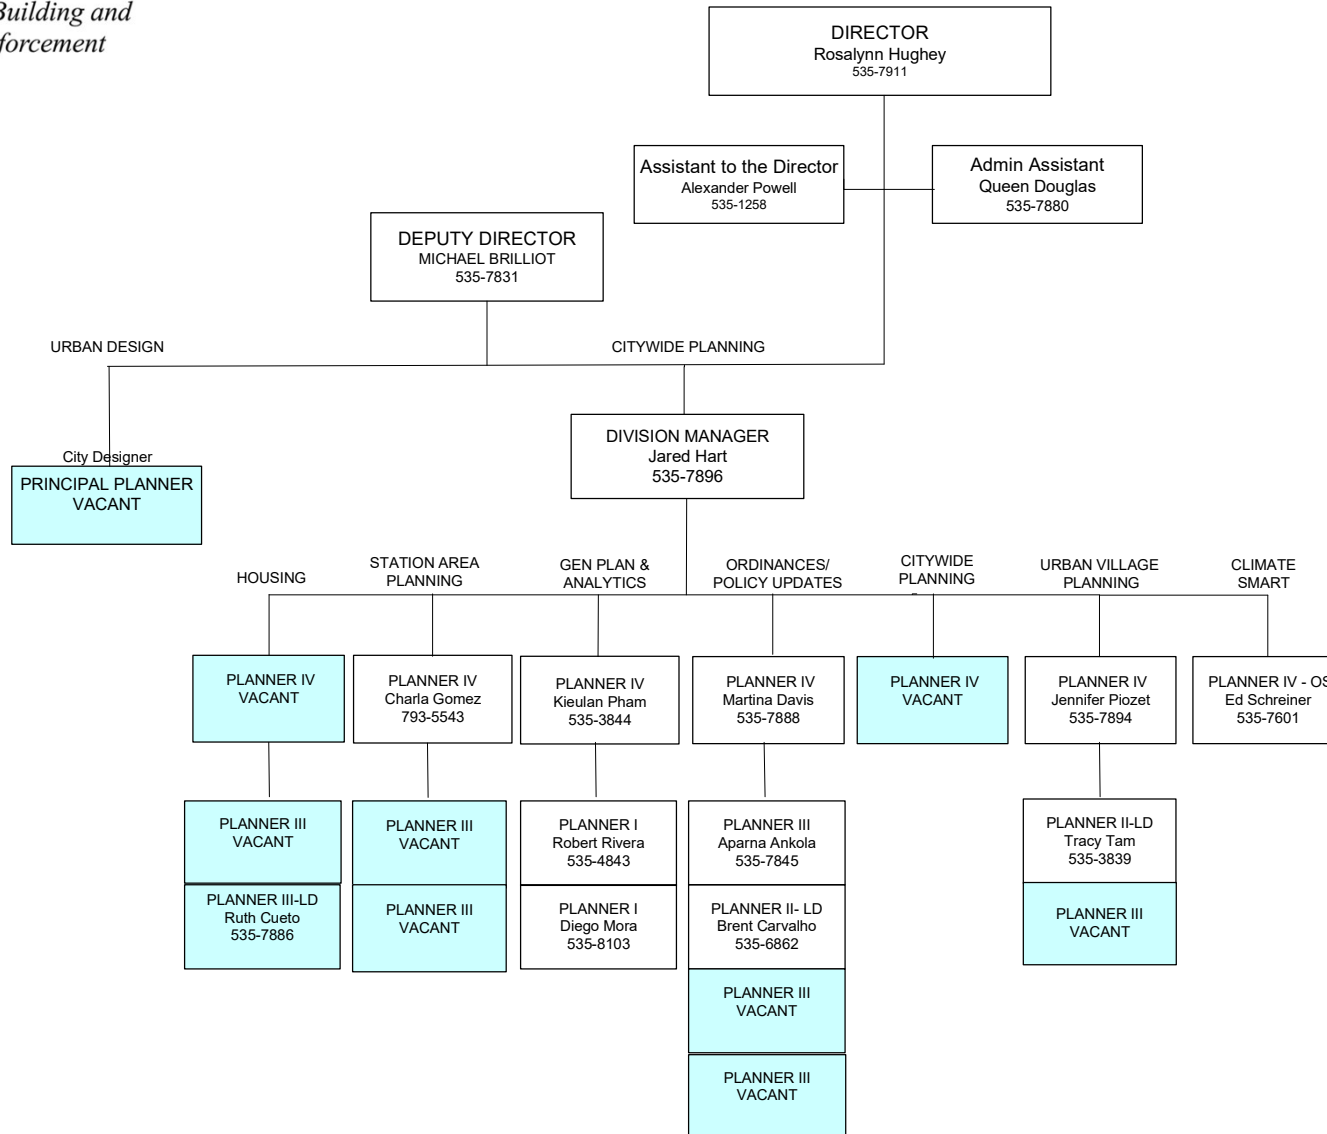 Building and
forcement
DIRECTOR
Rosalynn Hughey
535-7911
Assistant to the Director
Alexander Powell
535-1258
Admin Assistant
Queen Douglas
535-7880
DEPUTY DIRECTOR
MICHAEL BRILLIOT
535-7831
URBAN DESIGN
CITYWIDE PLANNING
DIVISION MANAGER
Jared Hart
535-7896
City Designer
PRINCIPAL PLANNER
VACANT
HOUSING
STATION AREA
PLANNING
GEN PLAN &
ANALYTICS
ORDINANCES/
POLICY UPDATES
CITYWIDE
PLANNING
URBAN VILLAGE
PLANNING
CLIMATE
SMART
PLANNER IV
VACANT
PLANNER IV
Charla Gomez
793-5543
PLANNER IV
Kieulan Pham
535-3844
PLANNER IV
Martina Davis
535-7888
PLANNER IV
VACANT
PLANNER IV
Jennifer Piozet
535-7894
PLANNER IV - OS
Ed Schreiner
535-7601
PLANNER III
VACANT
PLANNER III
VACANT
PLANNER I
Robert Rivera
535-4843
PLANNER III
Aparna Ankola
535-7845
PLANNER II-LD
Tracy Tam
535-3839
PLANNER III-LD
Ruth Cueto
535-7886
PLANNER III
VACANT
PLANNER I
Diego Mora
535-8103
PLANNER II- LD
Brent Carvalho
535-6862
PLANNER III
VACANT
PLANNER III
VACANT
PLANNER III
VACANT